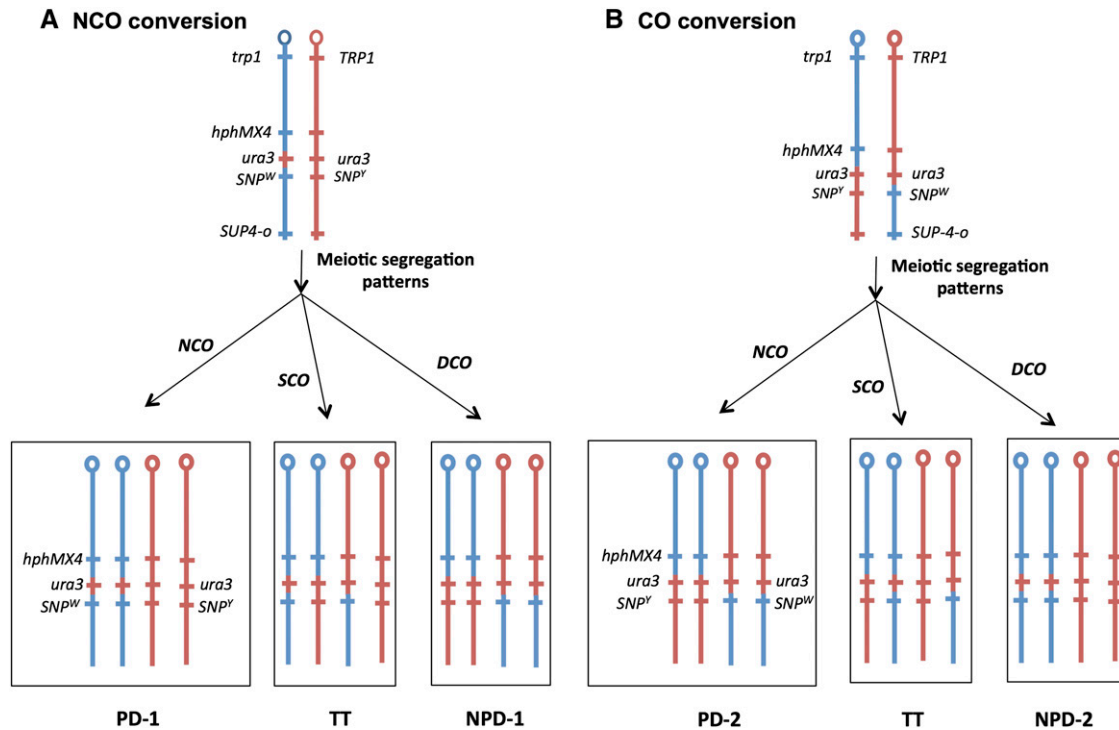 A NCO conversion
trp1 TRP1
hphMX4
ura3 ura3
SNPW SNPY
SUP4-o
Meiotic segregation
patterns
NCO
SCO
DCO
hphMX4
ura3 ura3
SNPW SNPY
PD-1 TT NPD-1
B CO conversion
trp1 TRP1
hphMX4
ura3 ura3
SNPY SNPW
SUP-4-o
Meiotic segregation
patterns
NCO
SCO
DCO
hphMX4
ura3 ura3
SNPY SNPW
PD-2 TT NPD-2